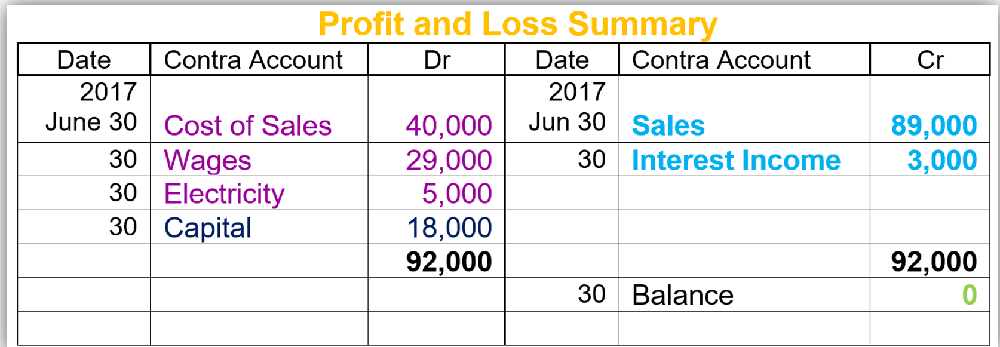 Profit and Loss Summary
Date Contra Account Dr Date Contra Account Cr
2017 2017
June 30 Cost of Sales 40,000 Jun 30 Sales 89,000
30 Wages 29,000 30 Interest Income 3,000
30 Electricity 5,000
30 Capital 18,000
92,000 92,000
30 Balance 0